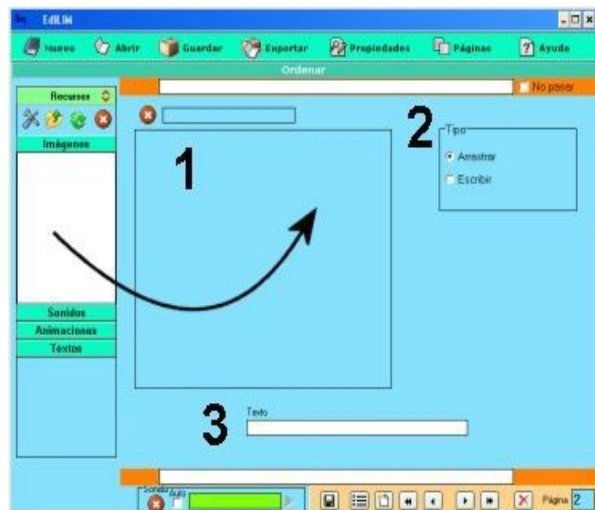 EdiLIM
Nuevo Abrir Guardar Exportar Propiedades Páginas Ayuda
Ordenar
Recursos
No pasar
Imágenes
1
2
Tipo
Arrastrar
Escribir
Sonidos
Animaciones
Textos
3
Texto
Sonido Auto
Página 2